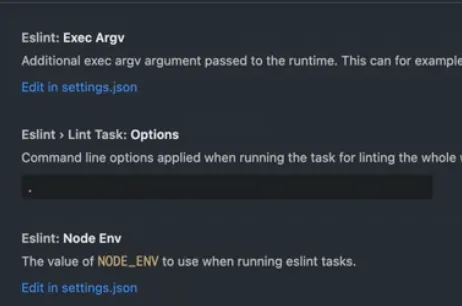 Eslint: Exec Argv
Additional exec argv argument passed to the runtime. This can for example
Edit in settings.json
Eslint › Lint Task: Options
Command line options applied when running the task for linting the whole
.
Eslint: Node Env
The value of NODE_ENV to use when running eslint tasks.
Edit in settings.json